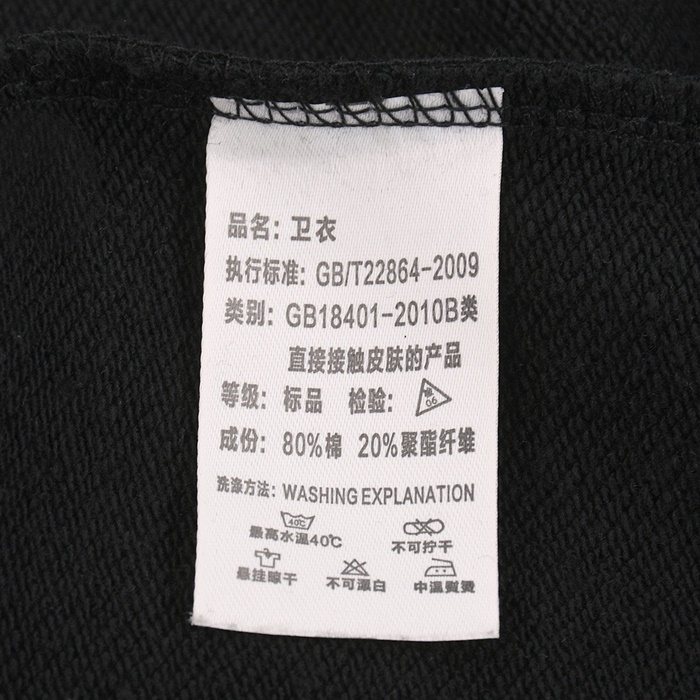 品名：卫衣
执行标准：GB/T22864-2009
类别：GB18401-2010B类
直接接触皮肤的产品
等级：标品 检验： 06
成份：80%棉 20%聚酯纤维
洗涤方法：WASHING EXPLANATION
40℃
最高水温40℃ 不可拧干
悬挂晾干 不可漂白 中温熨烫